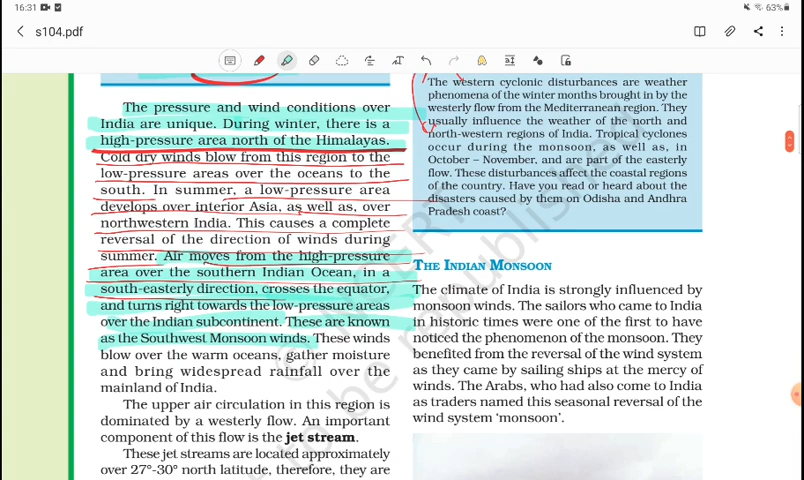 16:31
63%
s104.pdf
The pressure and wind conditions over
India are unique. During winter, there is a
high-pressure area north of the Himalayas.
Cold dry winds blow from this region to the
low-pressure areas over the oceans to the
south. In summer, a low-pressure area
develops over interior Asia, as well as, over
northwestern India. This causes a complete
reversal of the direction of winds during
summer. Air moves from the high-pressure
area over the southern Indian Ocean, in a
south-easterly direction, crosses the equator,
and turns right towards the low-pressure areas
over the Indian subcontinent. These are known
as the Southwest Monsoon winds. These winds
blow over the warm oceans, gather moisture
and bring widespread rainfall over the
mainland of India.
The upper air circulation in this region is
dominated by a westerly flow. An important
component of this flow is the jet stream.
These jet streams are located approximately
over 27°-30° north latitude, therefore, they are
The western cyclonic disturbances are weather
phenomena of the winter months brought in by the
westerly flow from the Mediterranean region. They
usually influence the weather of the north and
north-western regions of India. Tropical cyclones
occur during the monsoon, as well as, in
October – November, and are part of the easterly
flow. These disturbances affect the coastal regions
of the country. Have you read or heard about the
disasters caused by them on Odisha and Andhra
Pradesh coast?
THE INDIAN MONSOON
The climate of India is strongly influenced by
monsoon winds. The sailors who came to India
in historic times were one of the first to have
noticed the phenomenon of the monsoon. They
benefited from the reversal of the wind system
as they came by sailing ships at the mercy of
winds. The Arabs, who had also come to India
as traders named this seasonal reversal of the
wind system ‘monsoon’.